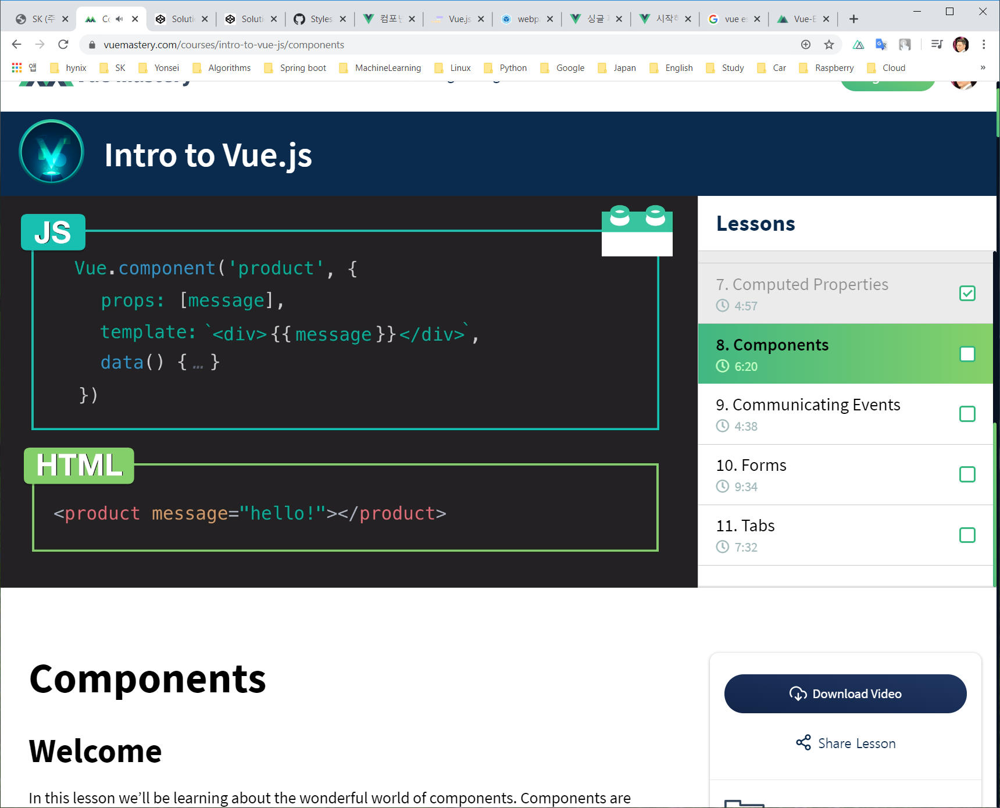 SK (주
Co
Soluti
Soluti
Styles
컴포넌
Vue.js
webp
싱글
시작하
vue e
Vue-E
vuemastery.com/courses/intro-to-vue-js/components
앱
hynix
SK
Yonsei
Algorithms
Spring boot
MachineLearning
Linux
Python
Google
Japan
English
Study
Car
Raspberry
Cloud
»
Vue Mastery
Intro to Vue.js
JS
Vue.component('product', {
props: [message],
template: `<div>{{message}}</div>`,
data() { … }
})
HTML
<product message="hello!"></product>
Lessons
7. Computed Properties
4:57
8. Components
6:20
9. Communicating Events
4:38
10. Forms
9:34
11. Tabs
7:32
Components
Welcome
In this lesson we’ll be learning about the wonderful world of components. Components are
Download Video
Share Lesson